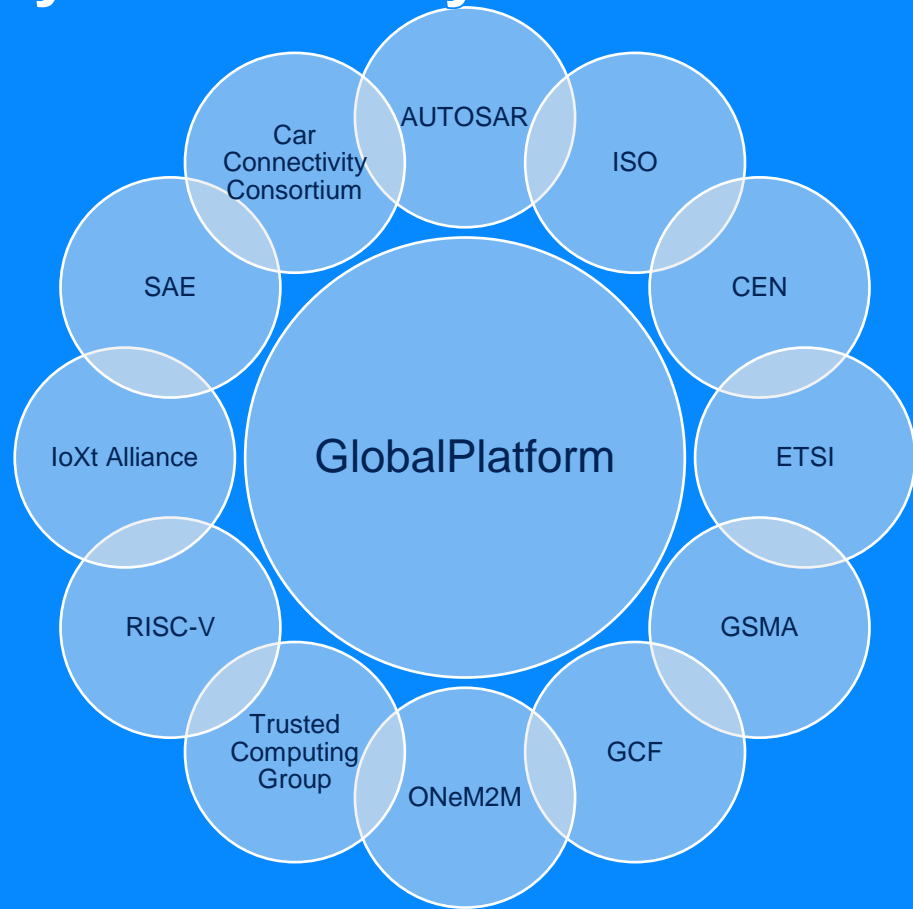 AUTOSAR
ISO
CEN
ETSI
GSMA
GCF
ONeM2M
Trusted
Computing
Group
RISC-V
IoXt Alliance
SAE
Car
Connectivity
Consortium
GlobalPlatform